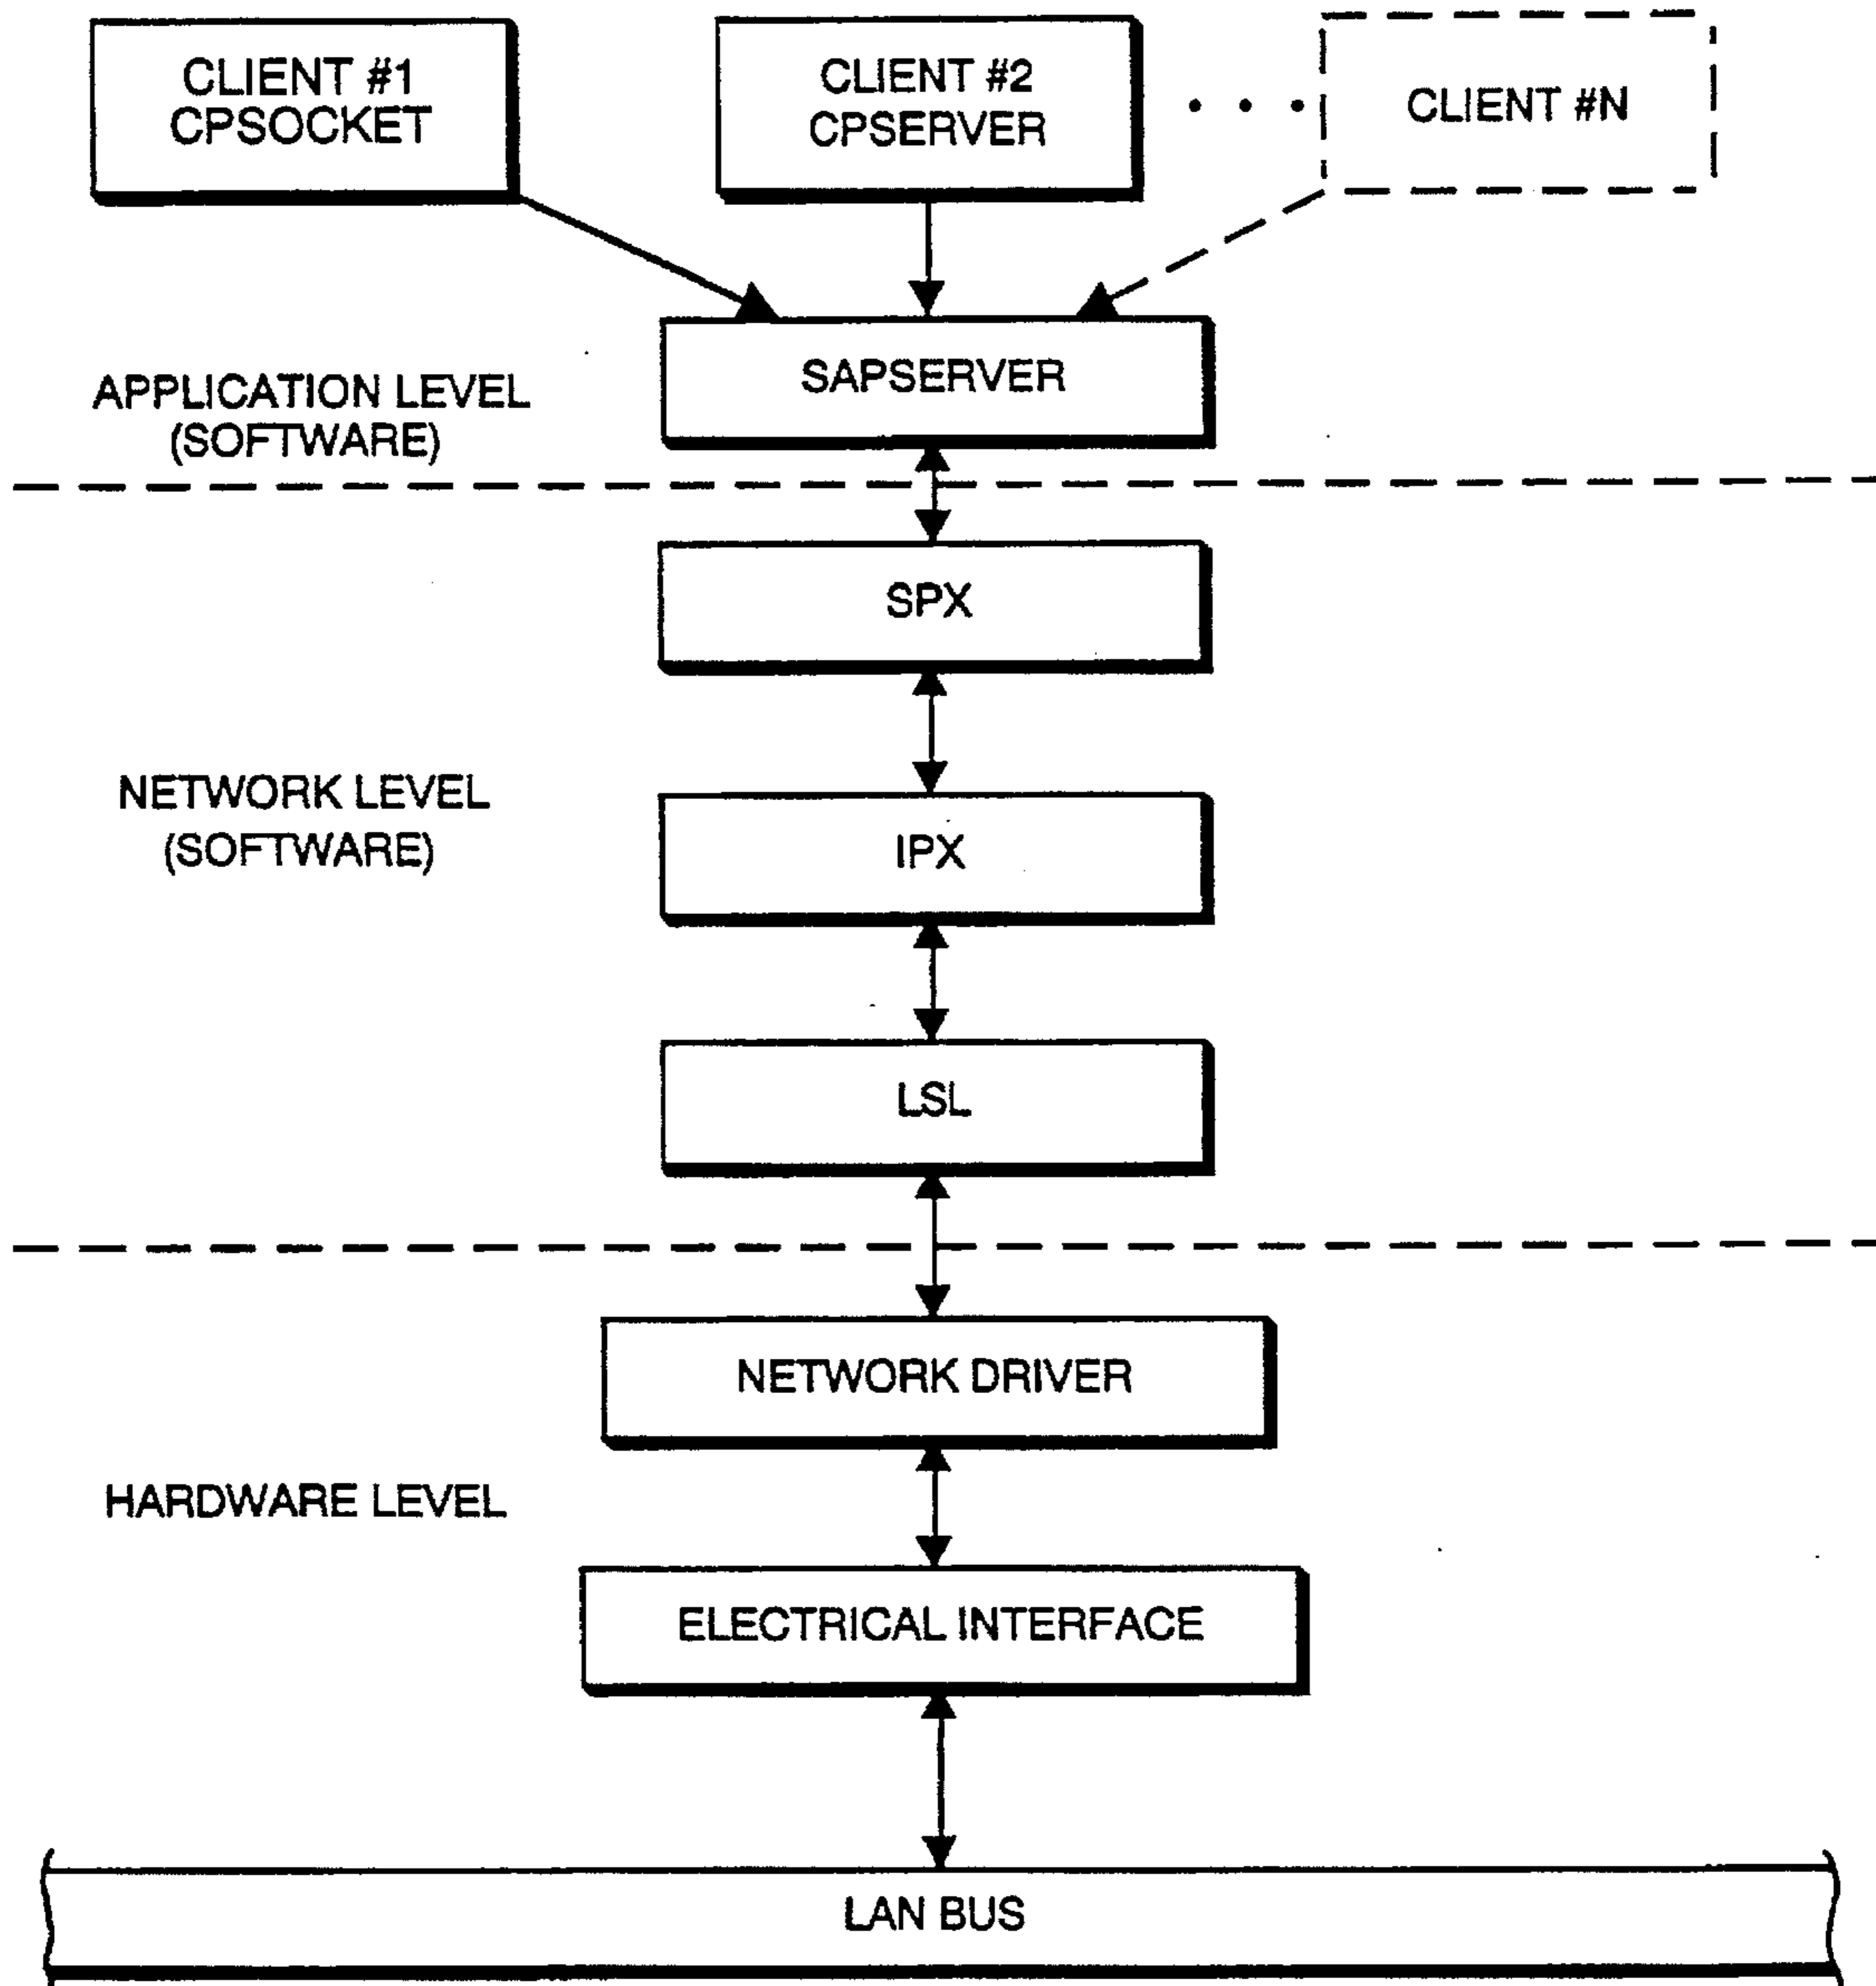 CLIENT #1
CPSOCKET
CLIENT #2
CPSERVER
CLIENT #N
SAPSERVER
APPLICATION LEVEL
(SOFTWARE)
SPX
NETWORK LEVEL
(SOFTWARE)
IPX
LSL
NETWORK DRIVER
HARDWARE LEVEL
ELECTRICAL INTERFACE
LAN BUS